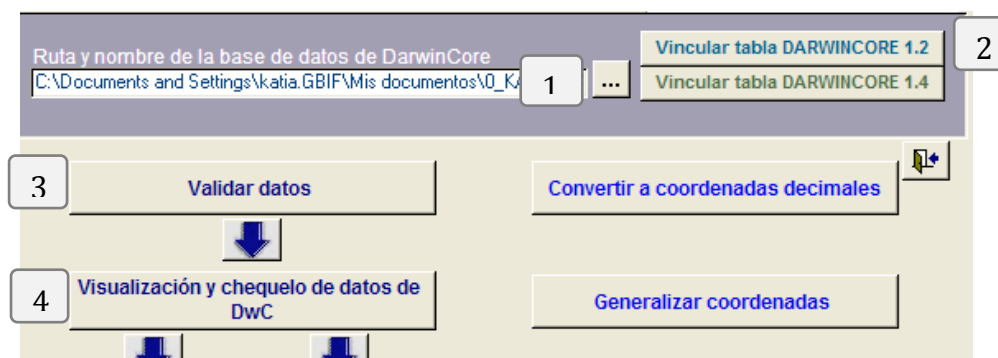 Ruta y nombre de la base de datos de DarwinCore
C:\Documents and Settings\katia.GBIF\Mis documentos\0_KA
1
...
Vincular tabla DARWINCORE 1.2
2
Vincular tabla DARWINCORE 1.4
3
Validar datos
Convertir a coordenadas decimales
4
Visualización y chequelo de datos de
DwC
Generalizar coordenadas